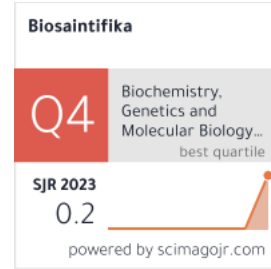 Biosaintifika
Q4
Biochemistry,
Genetics and
Molecular Biology...
best quartile
SJR 2023
0.2
powered by scimagojr.com